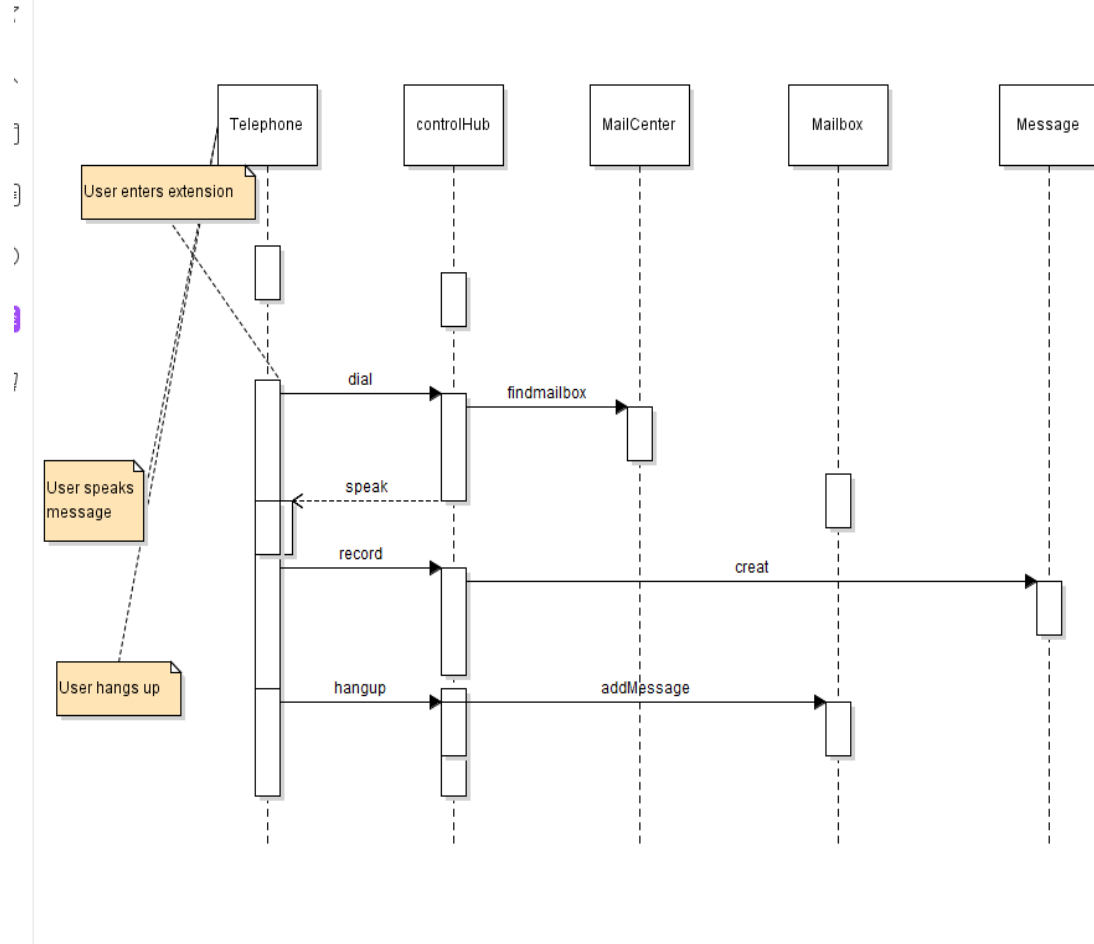 Telephone
controlHub
MailCenter
Mailbox
Message
User enters extension
dial
findmailbox
User speaks
message
speak
record
creat
User hangs up
hangup
addMessage